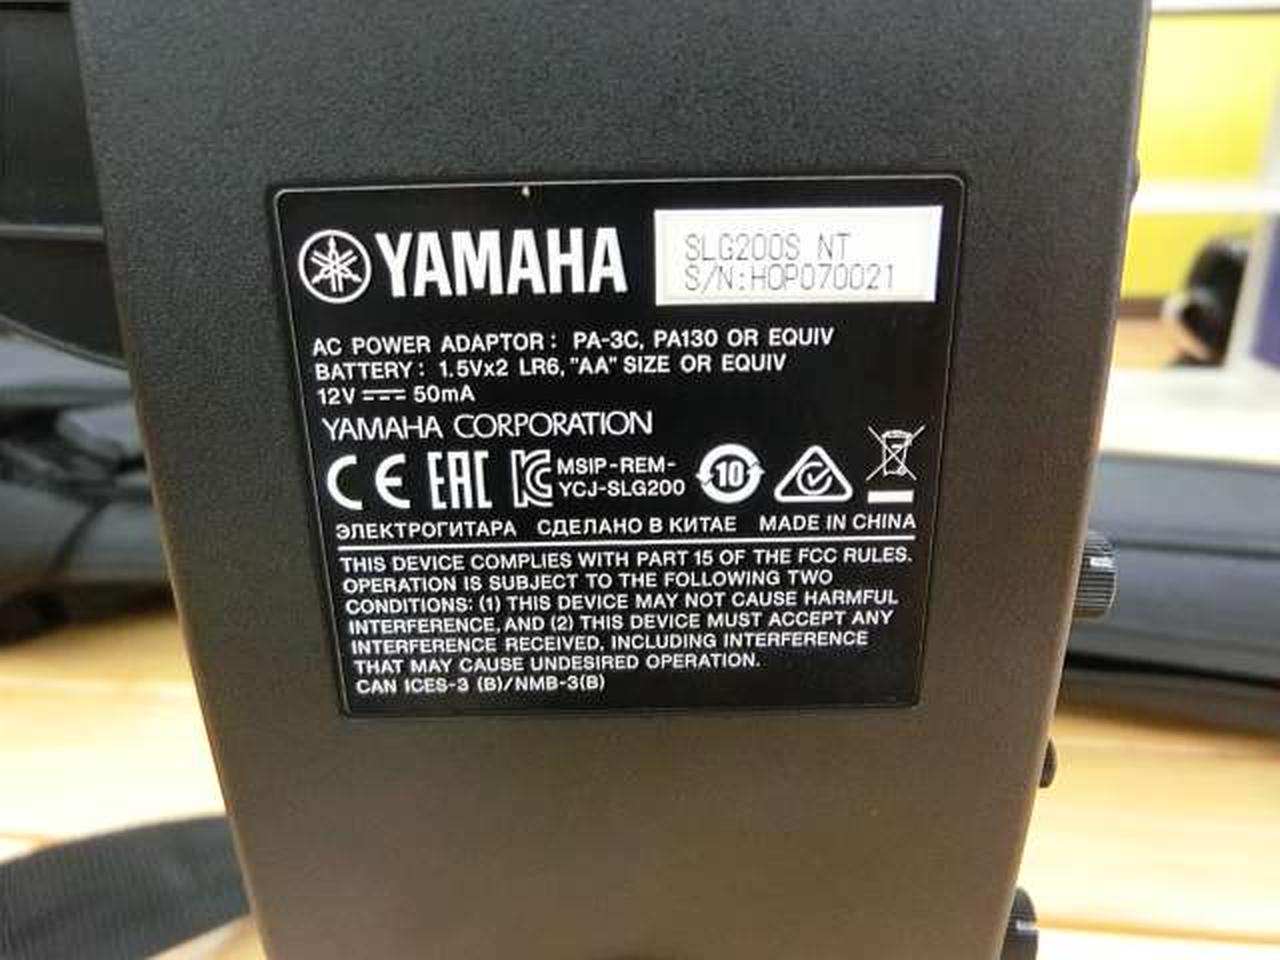 YAMAHA
SLG200S NT
S/N:HOP070021
AC POWER ADAPTOR : PA-3C, PA130 OR EQUIV
BATTERY : 1.5Vx2 LR6, "AA" SIZE OR EQUIV
12V ⎓ 50mA
YAMAHA CORPORATION
CE EAC KC MSIP-REM-
YCJ-SLG200
10
ЭЛЕКТРОГИТАРА СДЕЛАНО В КИТАЕ MADE IN CHINA
THIS DEVICE COMPLIES WITH PART 15 OF THE FCC RULES.
OPERATION IS SUBJECT TO THE FOLLOWING TWO
CONDITIONS: (1) THIS DEVICE MAY NOT CAUSE HARMFUL
INTERFERENCE, AND (2) THIS DEVICE MUST ACCEPT ANY
INTERFERENCE RECEIVED, INCLUDING INTERFERENCE
THAT MAY CAUSE UNDESIRED OPERATION.
CAN ICES-3 (B)/NMB-3(B)